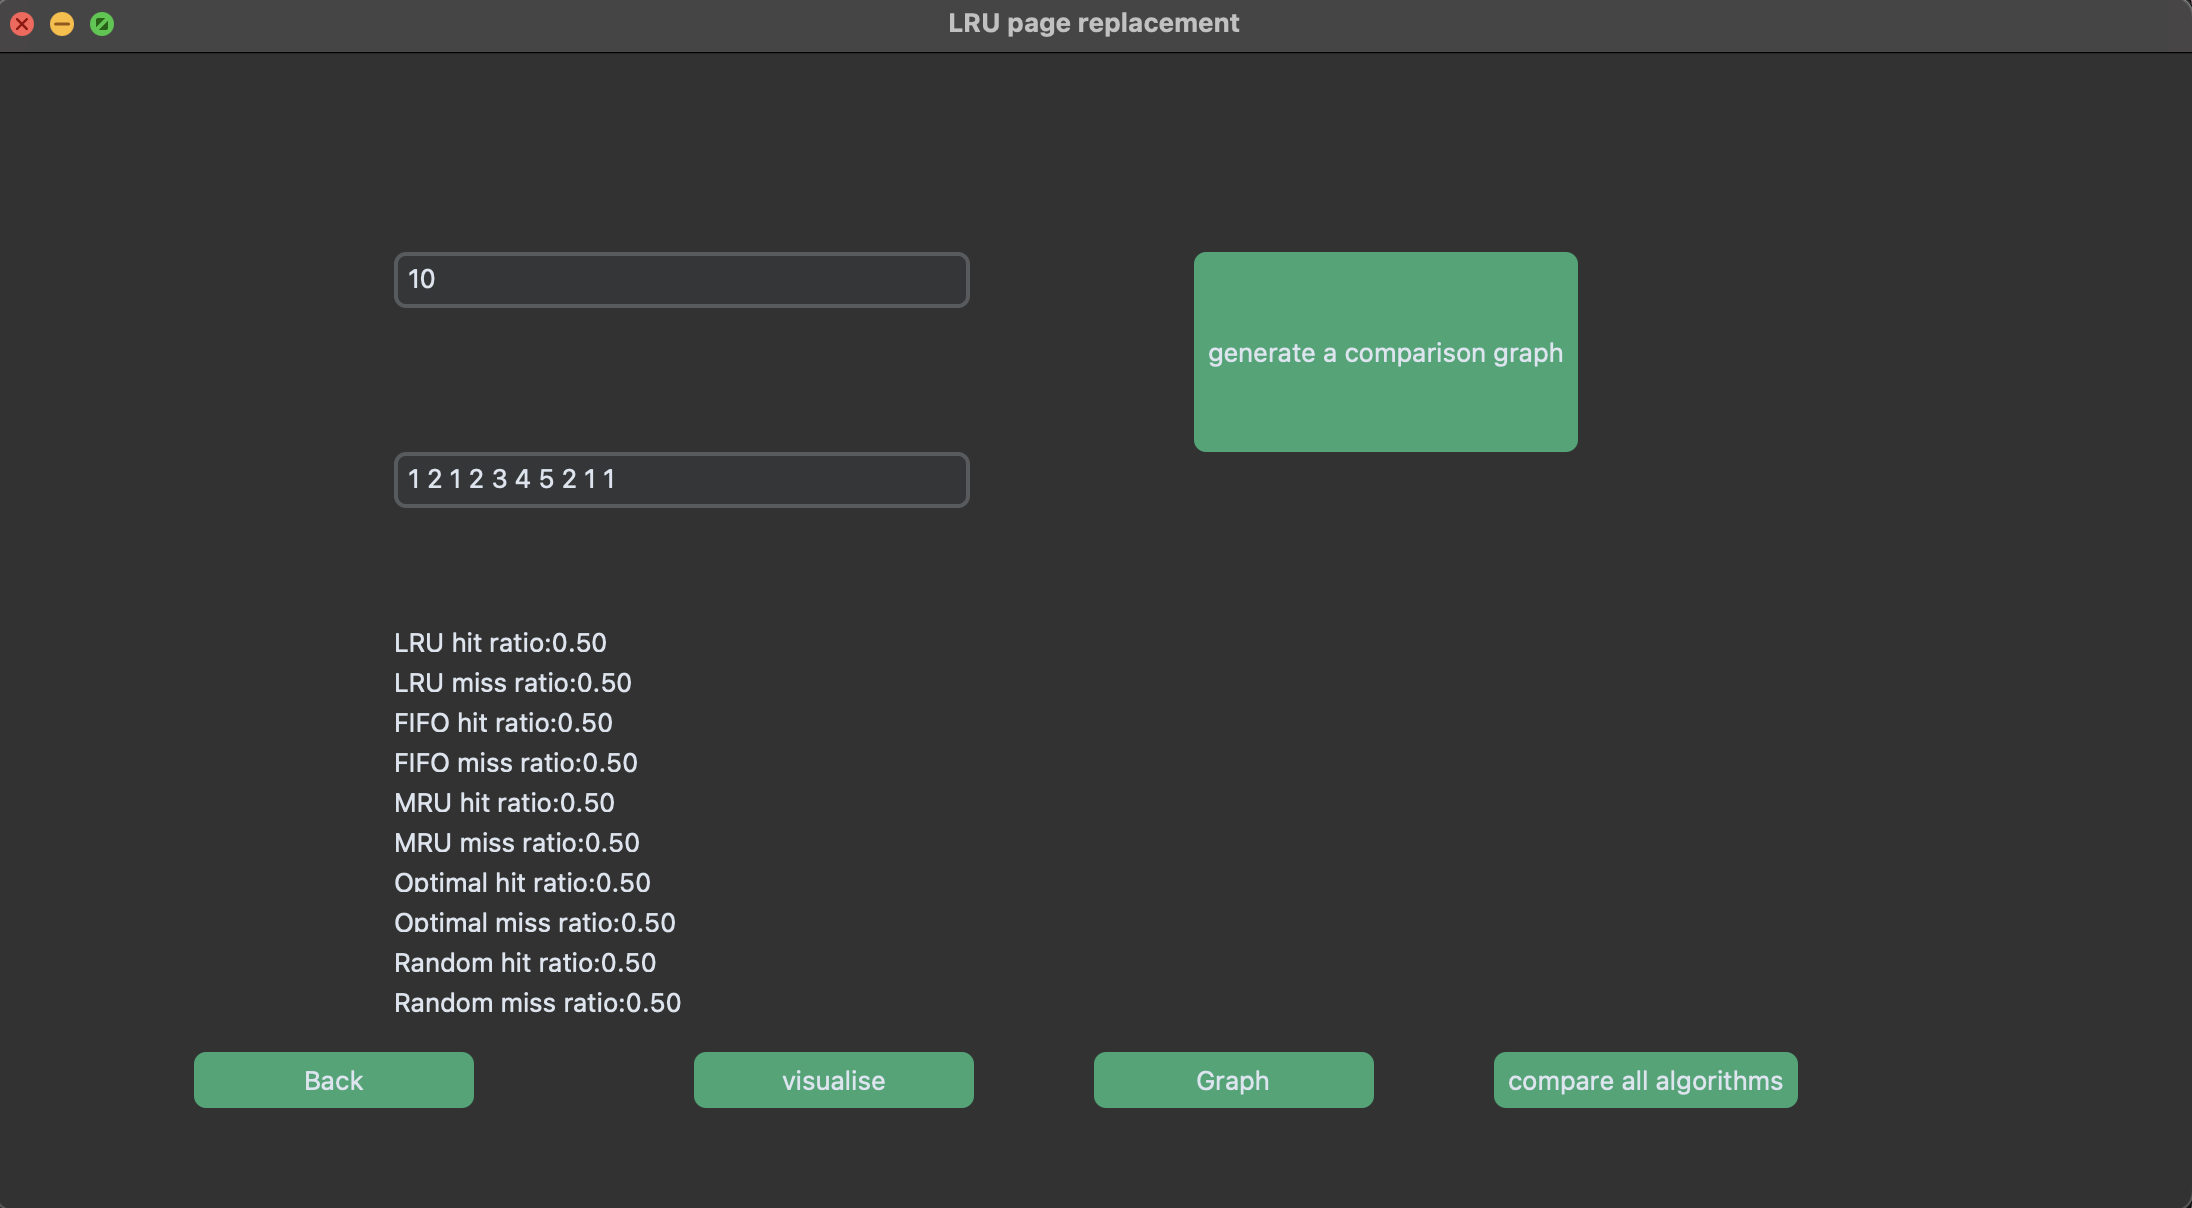 LRU page replacement
10
generate a comparison graph
1 2 1 2 3 4 5 2 1 1
LRU hit ratio:0.50
LRU miss ratio:0.50
FIFO hit ratio:0.50
FIFO miss ratio:0.50
MRU hit ratio:0.50
MRU miss ratio:0.50
Optimal hit ratio:0.50
Optimal miss ratio:0.50
Random hit ratio:0.50
Random miss ratio:0.50
Back
visualise
Graph
compare all algorithms